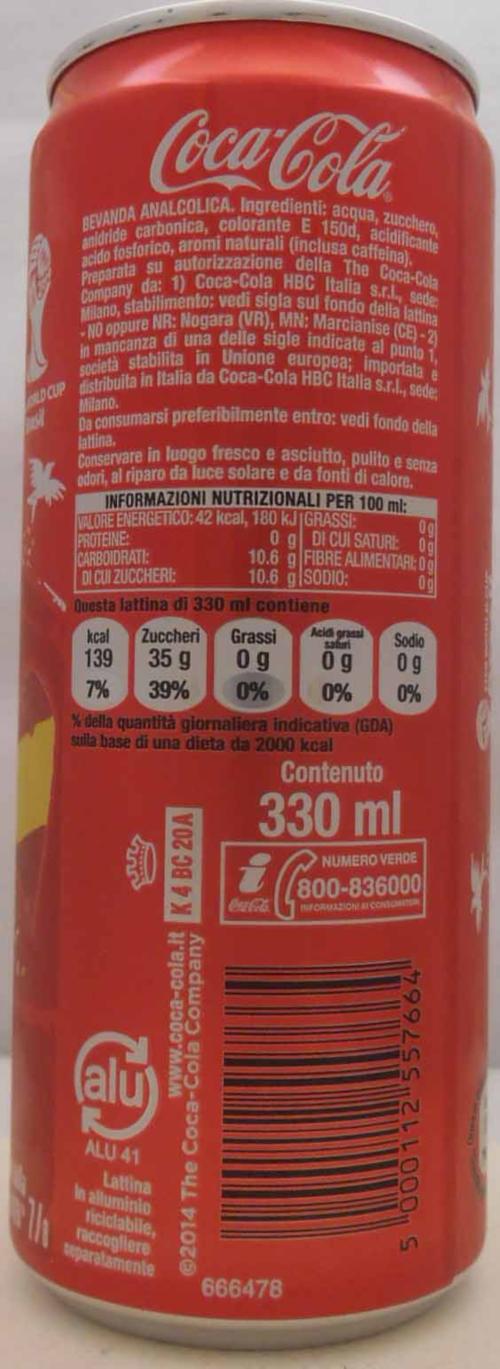 Coca-Cola
BEVANDA ANALCOLICA. Ingredienti: acqua, zucchero,
anidride carbonica, colorante E 150d, acidificante
acido fosforico, aromi naturali (inclusa caffeina).
Preparata su autorizzazione della The Coca-Cola
Company da: 1) Coca-Cola HBC Italia s.r.l., sede:
Milano, stabilimento: vedi sigla sul fondo della lattina
- NO oppure NR: Nogara (VR), MN: Marcianise (CE) - 2)
in mancanza di una delle sigle indicate al punto 1,
società stabilita in Unione europea; importata e
distribuita in Italia da Coca-Cola HBC Italia s.r.l., sede:
Milano.
Da consumarsi preferibilmente entro: vedi fondo della
lattina.
Conservare in luogo fresco e asciutto, pulito e senza
odori, al riparo da luce solare e da fonti di calore.
INFORMAZIONI NUTRIZIONALI PER 100 ml:
VALORE ENERGETICO: 42 kcal, 180 kJ GRASSI: 0 g
PROTEINE: 0 g DI CUI SATURI: 0 g
CARBOIDRATI: 10.6 g FIBRE ALIMENTARI: 0 g
DI CUI ZUCCHERI: 10.6 g SODIO: 0 g
Questa lattina di 330 ml contiene
kcal Zuccheri Grassi Acidi grassi saturi Sodio
139 35 g 0 g 0 g 0 g
7% 39% 0% 0% 0%
% della quantità giornaliera indicativa (GDA)
sulla base di una dieta da 2000 kcal
Contenuto
330 ml
NUMERO VERDE
800-836000
INFORMAZIONI AI CONSUMATORI
Coca-Cola
K 4 BC 20A
www.coca-cola.it
©2014 The Coca-Cola Company
alu
ALU 41
Lattina
in alluminio
riciclabile,
raccogliere
separatamente
5 000112 557664
666478
WORLD CUP
7/8